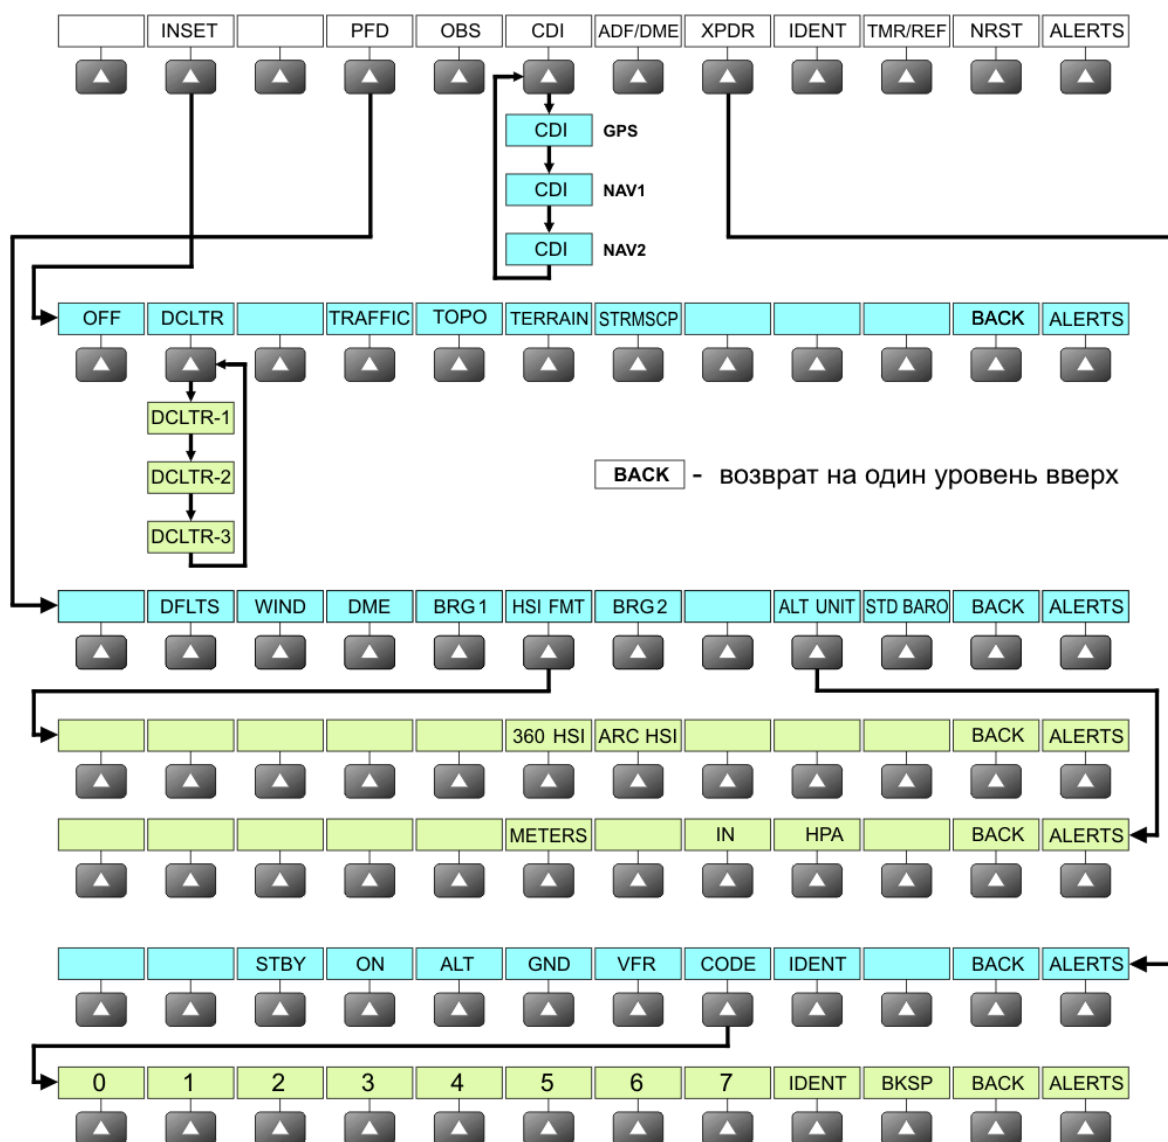 INSET PFD OBS CDI ADF/DME XPDR IDENT TMR/REF NRST ALERTS
CDI GPS
CDI NAV1
CDI NAV2
OFF DCLTR TRAFFIC TOPO TERRAIN STRMSCP BACK ALERTS
DCLTR-1
DCLTR-2
DCLTR-3
BACK - возврат на один уровень вверх
DFLTS WIND DME BRG1 HSI FMT BRG2 ALT UNIT STD BARO BACK ALERTS
360 HSI ARC HSI BACK ALERTS
METERS IN HPA BACK ALERTS
STBY ON ALT GND VFR CODE IDENT BACK ALERTS
0 1 2 3 4 5 6 7 IDENT BKSP BACK ALERTS